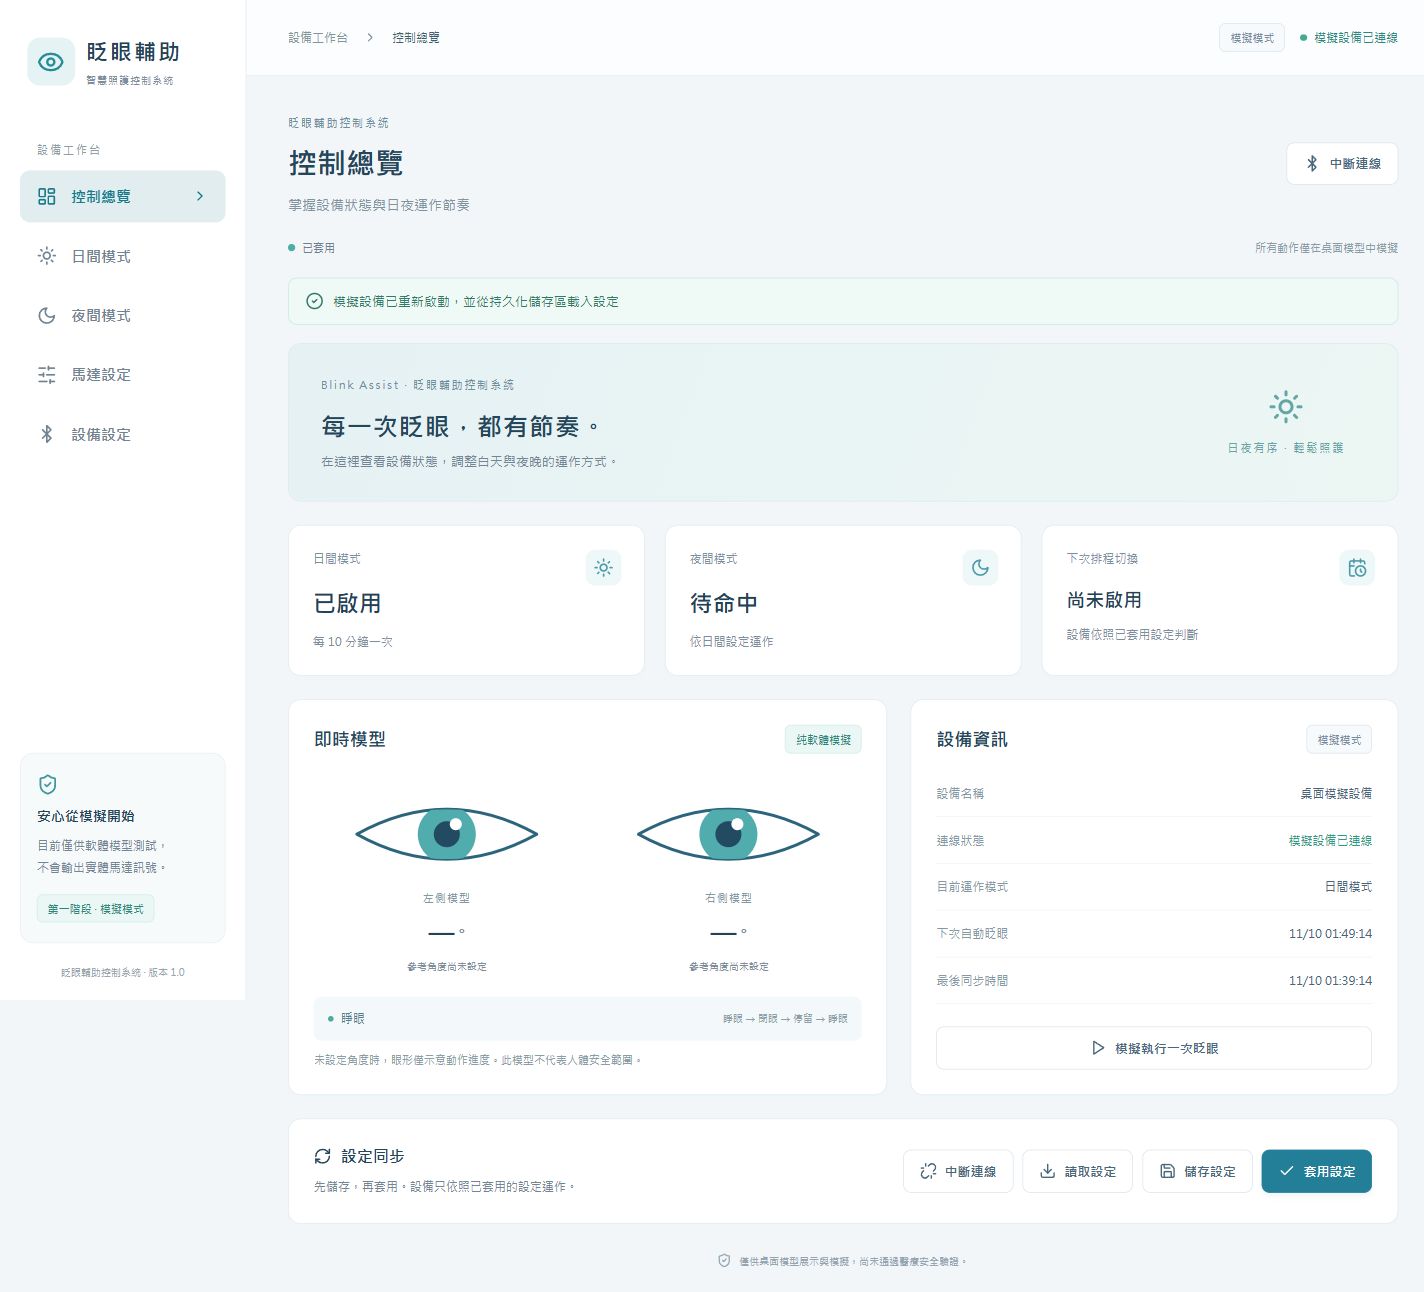 眨眼輔助
智慧照護控制系統
設備工作台
控制總覽
日間模式
夜間模式
馬達設定
設備設定
安心從模擬開始
目前僅供軟體模型測試，
不會輸出實體馬達訊號。
第一階段 · 模擬模式
眨眼輔助控制系統 · 版本 1.0
設備工作台 > 控制總覽
模擬模式
模擬設備已連線
眨眼輔助控制系統
控制總覽
掌握設備狀態與日夜運作節奏
中斷連線
已套用
所有動作僅在桌面模型中模擬
模擬設備已重新啟動，並從持久化儲存區載入設定
Blink Assist · 眨眼輔助控制系統
每一次眨眼，都有節奏。
在這裡查看設備狀態，調整白天與夜晚的運作方式。
日夜有序 · 輕鬆照護
日間模式
已啟用
每 10 分鐘一次
夜間模式
待命中
依日間設定運作
下次排程切換
尚未啟用
設備依照已套用設定判斷
即時模型
純軟體模擬
左側模型
—°
參考角度尚未設定
右側模型
—°
參考角度尚未設定
睜眼
睜眼 → 閉眼 → 停留 → 睜眼
未設定角度時，眼形僅示意動作進度。此模型不代表人體安全範圍。
設備資訊
模擬模式
設備名稱 桌面模擬設備
連線狀態 模擬設備已連線
目前運作模式 日間模式
下次自動眨眼 11/10 01:49:14
最後同步時間 11/10 01:39:14
模擬執行一次眨眼
設定同步
先儲存，再套用。設備只依照已套用的設定運作。
中斷連線
讀取設定
儲存設定
套用設定
僅供桌面模型展示與模擬，尚未通過醫療安全驗證。